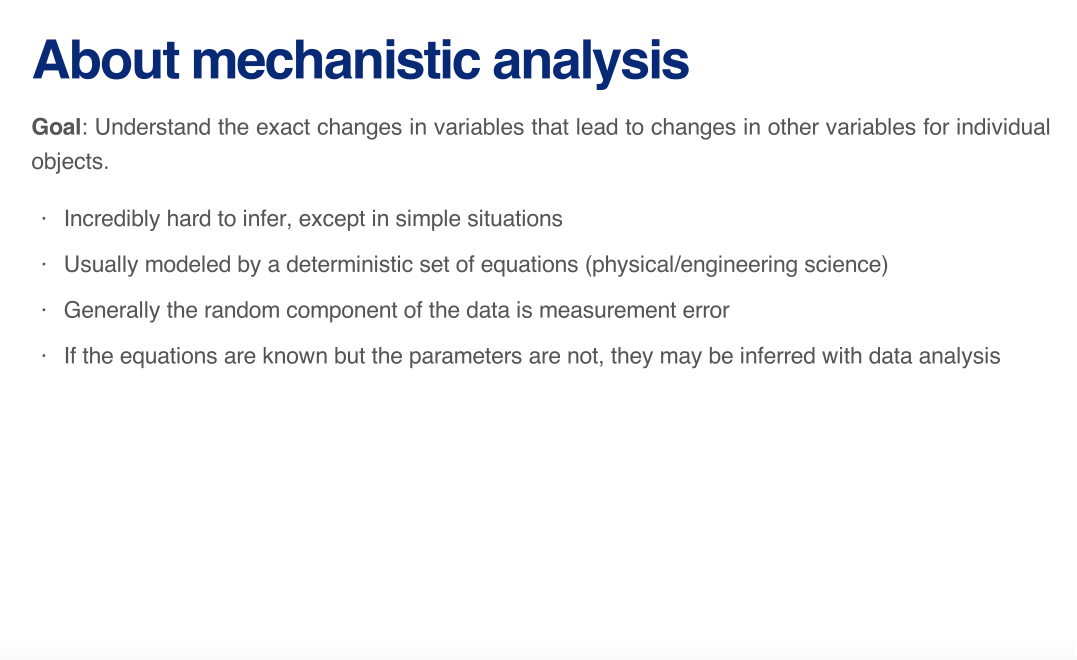 About mechanistic analysis
Goal: Understand the exact changes in variables that lead to changes in other variables for individual
objects.
· Incredibly hard to infer, except in simple situations
· Usually modeled by a deterministic set of equations (physical/engineering science)
· Generally the random component of the data is measurement error
· If the equations are known but the parameters are not, they may be inferred with data analysis